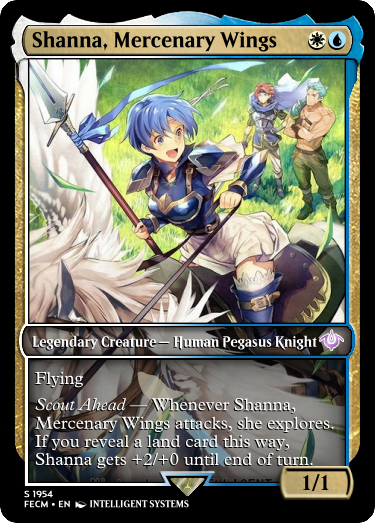 Shanna, Mercenary Wings
Legendary Creature — Human Pegasus Knight
Flying
Scout Ahead — Whenever Shanna,
Mercenary Wings attacks, she explores.
If you reveal a land card this way,
Shanna gets +2/+0 until end of turn.
1/1
S 1954
FECM • EN INTELLIGENT SYSTEMS